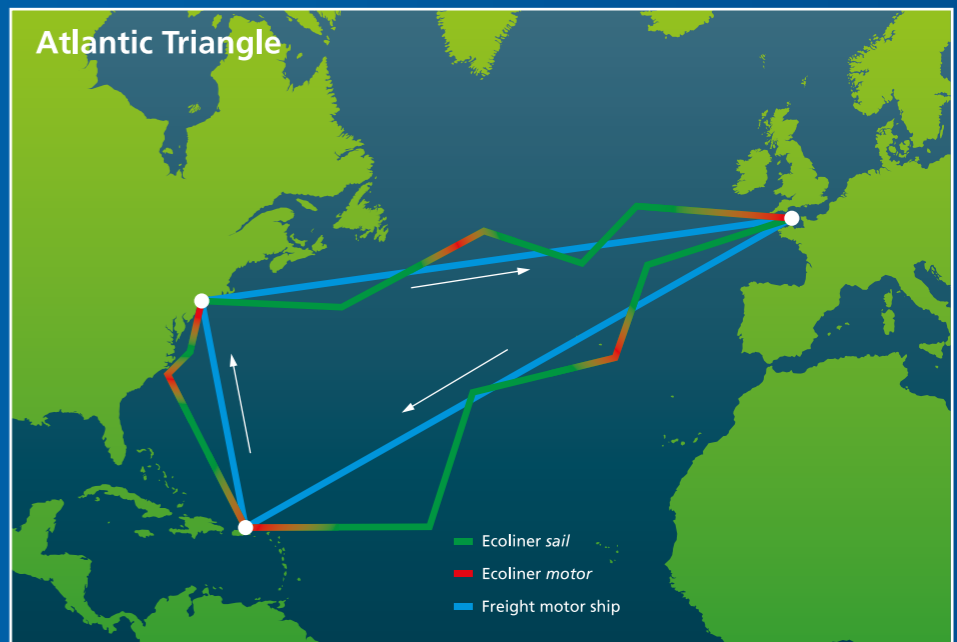 Atlantic Triangle
Ecoliner sail
Ecoliner motor
Freight motor ship